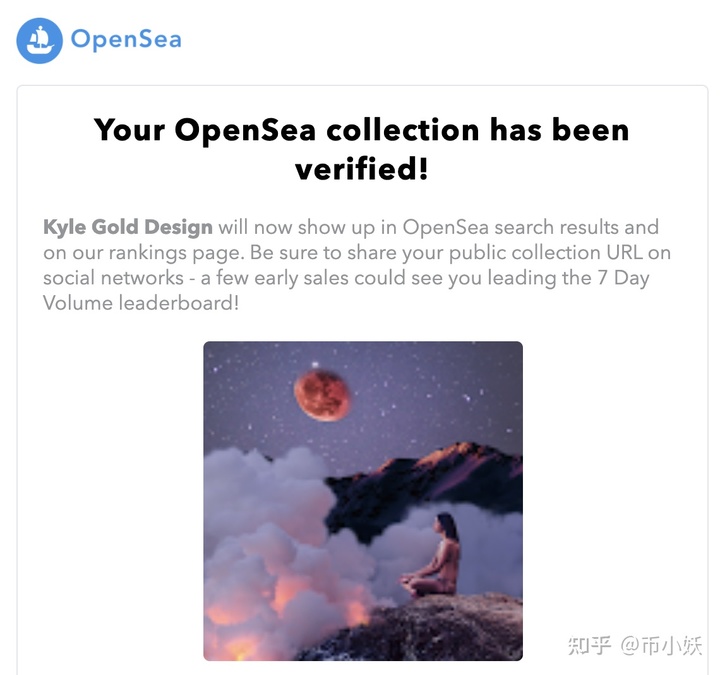 OpenSea
Your OpenSea collection has been
verified!
Kyle Gold Design will now show up in OpenSea search results and
on our rankings page. Be sure to share your public collection URL on
social networks - a few early sales could see you leading the 7 Day
Volume leaderboard!
知乎 @币小妖